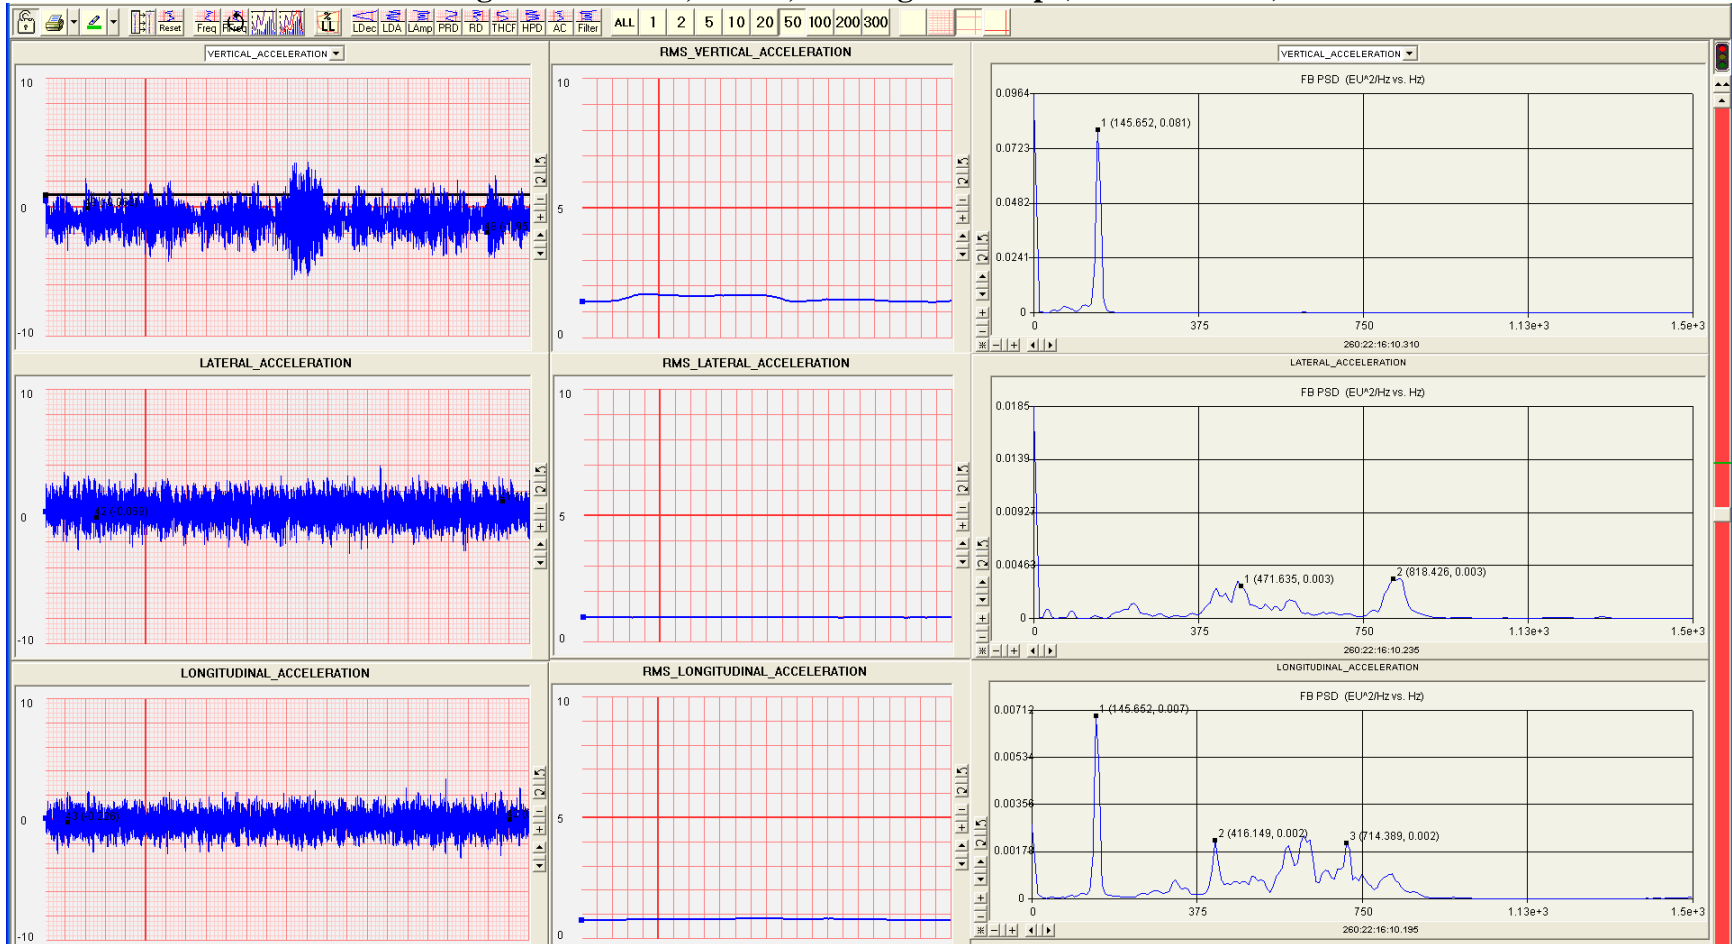 Reset Freq LL LDec LDA LAmp PRD RD THCF HPD AC Filter ALL 1 2 5 10 20 50 100 200 300
VERTICAL_ACCELERATION
10
0
-10
RMS_VERTICAL_ACCELERATION
10
5
0
VERTICAL_ACCELERATION
FB PSD (EU^2/Hz vs. Hz)
0.0964
1 (145.652, 0.081)
0.0723
0.0482
0.0241
0
0 375 750 1.13e+3 1.5e+3
260:22:16:10.310
LATERAL_ACCELERATION
10
0
-10
RMS_LATERAL_ACCELERATION
10
5
0
LATERAL_ACCELERATION
FB PSD (EU^2/Hz vs. Hz)
0.0185
0.0139
0.00927
0.00463
1 (471.635, 0.003)
2 (818.426, 0.003)
0
0 375 750 1.13e+3 1.5e+3
260:22:16:10.235
LONGITUDINAL_ACCELERATION
10
0
-10
RMS_LONGITUDINAL_ACCELERATION
10
5
0
LONGITUDINAL_ACCELERATION
FB PSD (EU^2/Hz vs. Hz)
0.00712
1 (145.652, 0.007)
0.00534
0.00356
2 (416.149, 0.002)
3 (714.389, 0.002)
0.00178
0
0 375 750 1.13e+3 1.5e+3
260:22:16:10.195